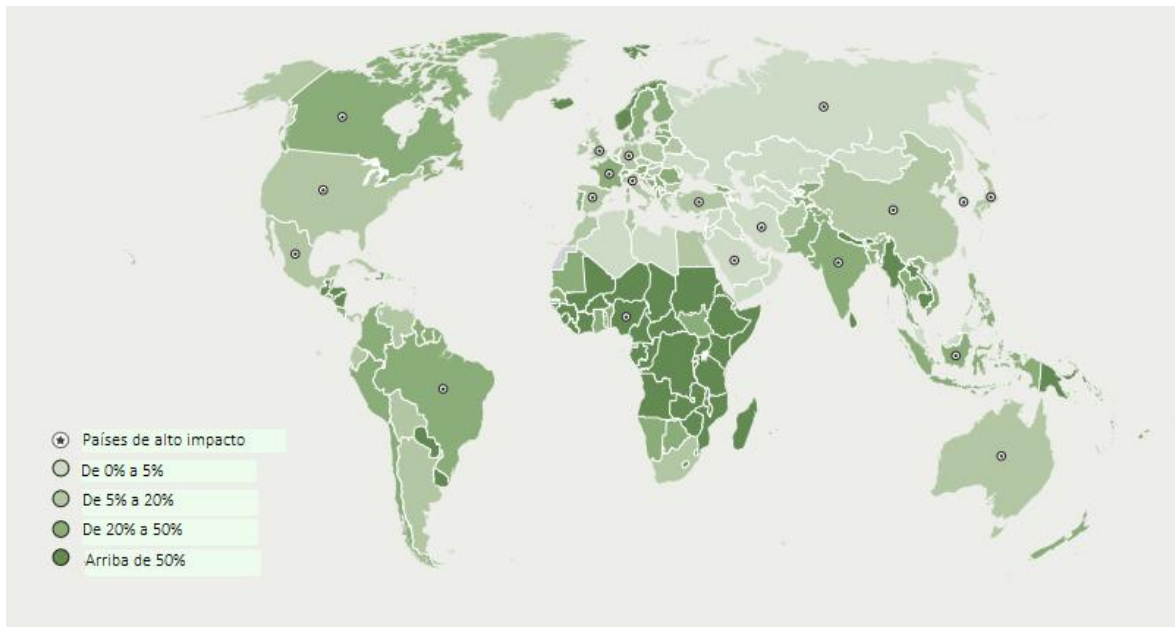 Países de alto impacto
De 0% a 5%
De 5% a 20%
De 20% a 50%
Arriba de 50%